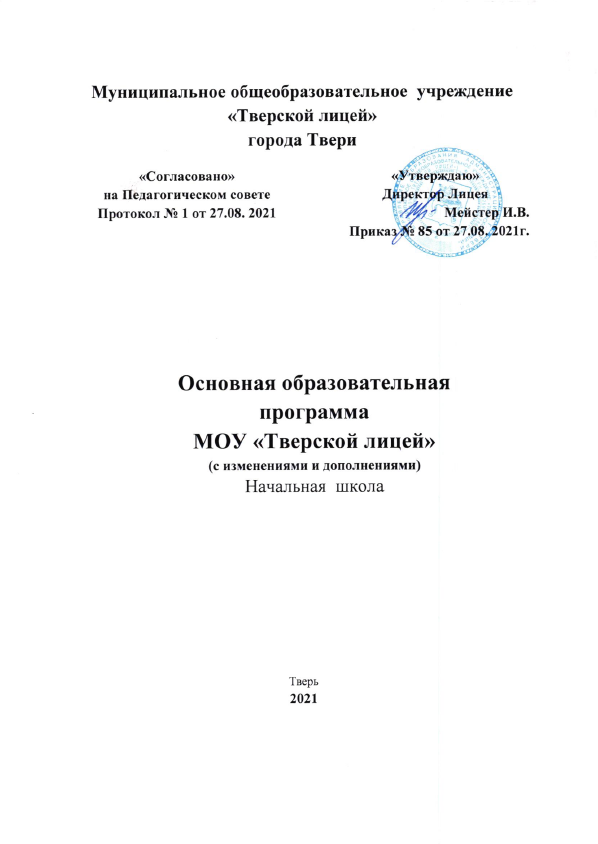 Муниципальное общеобразовательное учреждение
«Тверской лицей»
города Твери
«Согласовано»
на Педагогическом совете
Протокол № 1 от 27.08. 2021
«Утверждаю»
Директор Лицея
Мейстер И.В.
Приказ № 85 от 27.08. 2021г.
Основная образовательная
программа
МОУ «Тверской лицей»
(с изменениями и дополнениями)
Начальная школа
Тверь
2021